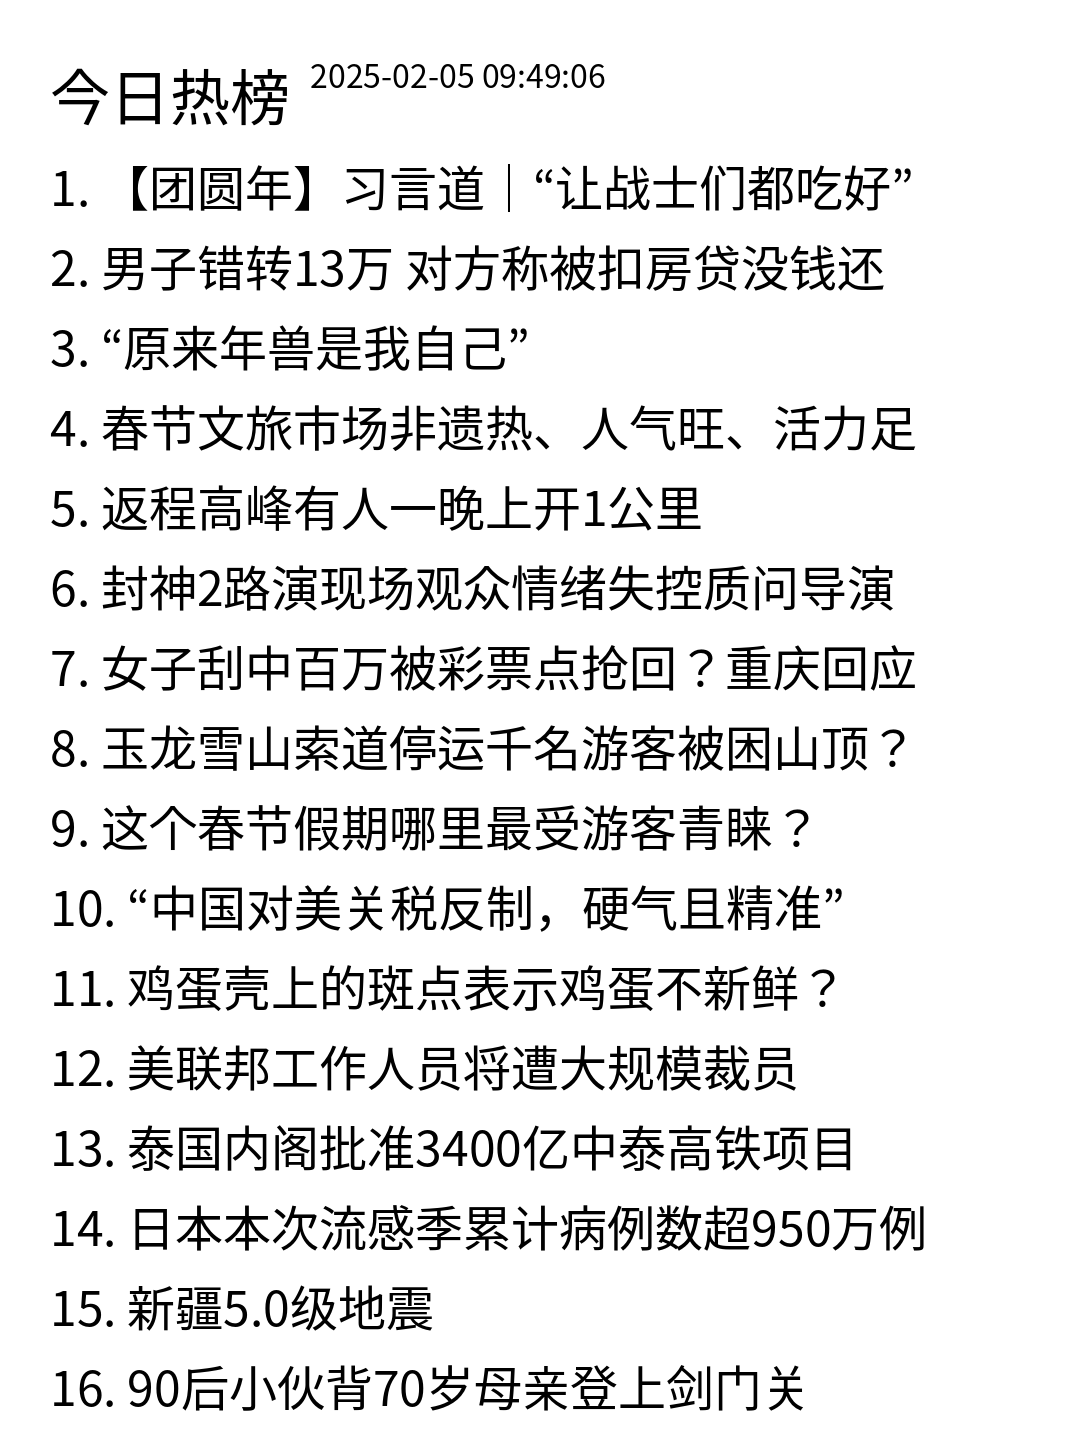 今日热榜 2025-02-05 09:49:06
1. 【团圆年】习言道｜“让战士们都吃好”
2. 男子错转13万 对方称被扣房贷没钱还
3. “原来年兽是我自己”
4. 春节文旅市场非遗热、人气旺、活力足
5. 返程高峰有人一晚上开1公里
6. 封神2路演现场观众情绪失控质问导演
7. 女子刮中百万被彩票点抢回？重庆回应
8. 玉龙雪山索道停运千名游客被困山顶？
9. 这个春节假期哪里最受游客青睐？
10. “中国对美关税反制，硬气且精准”
11. 鸡蛋壳上的斑点表示鸡蛋不新鲜？
12. 美联邦工作人员将遭大规模裁员
13. 泰国内阁批准3400亿中泰高铁项目
14. 日本本次流感季累计病例数超950万例
15. 新疆5.0级地震
16. 90后小伙背70岁母亲登上剑门关